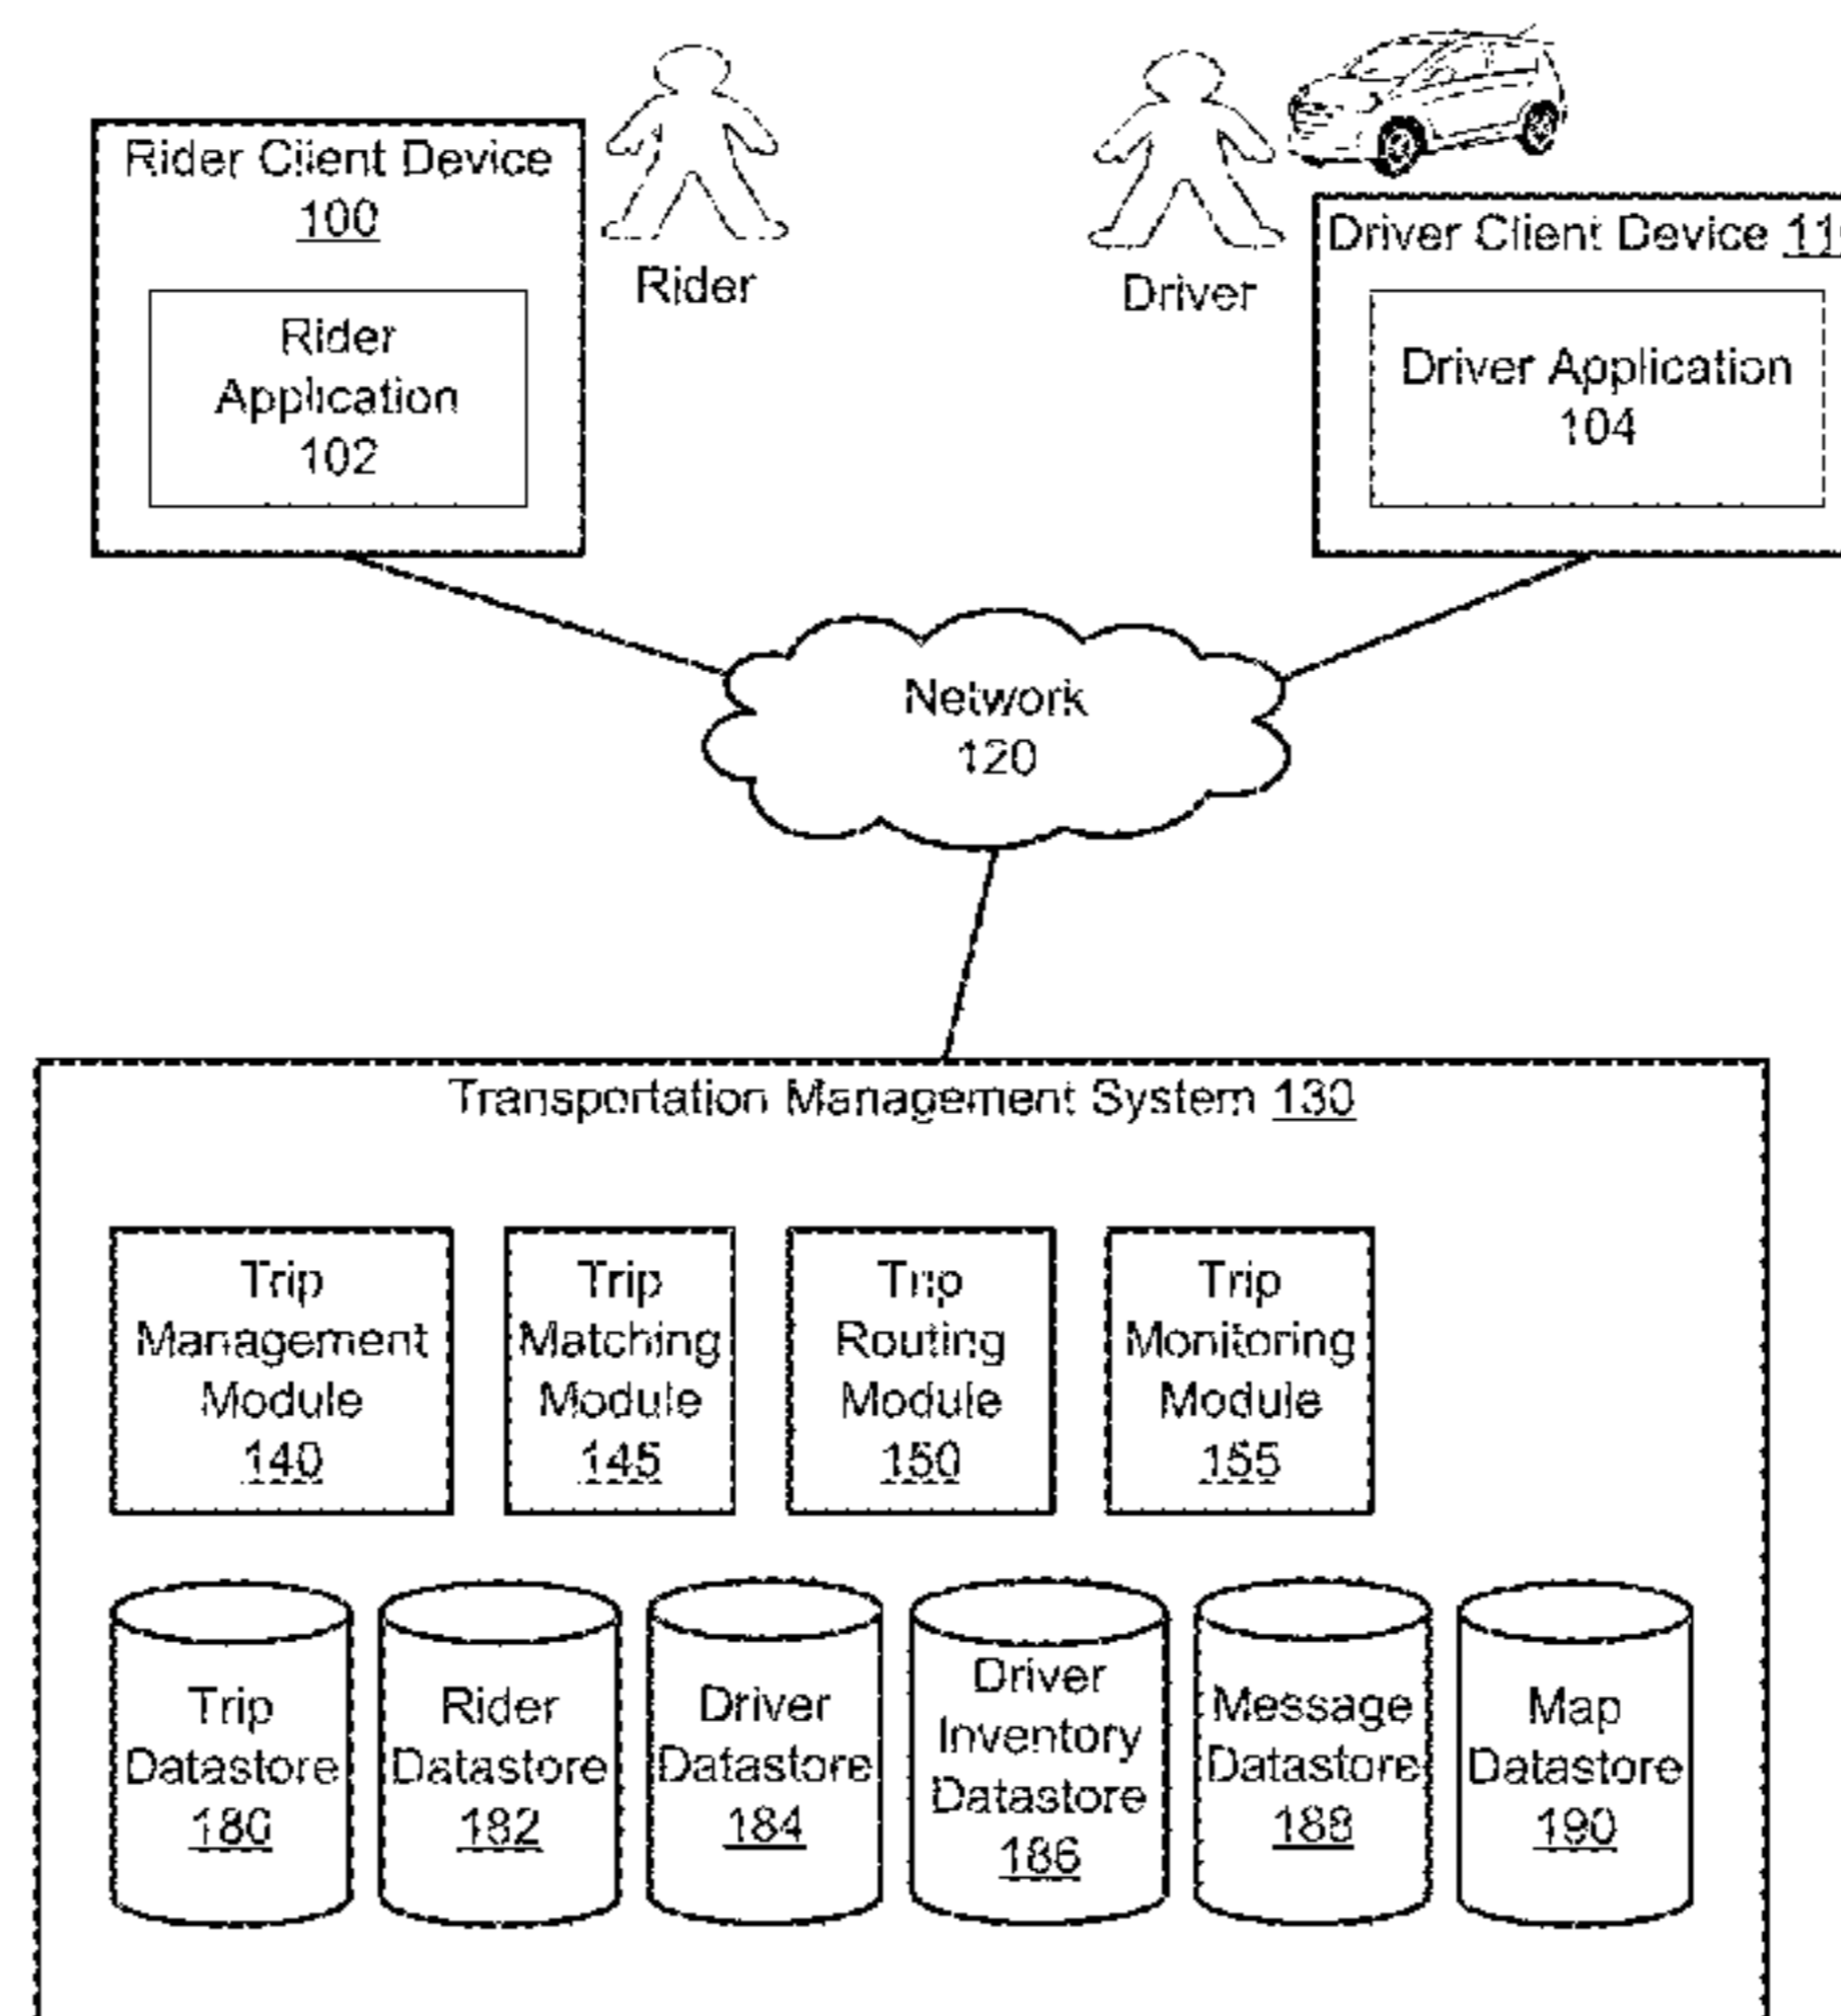 Rider Client Device
100
Rider
Application
102
Rider
Driver
Driver Client Device
Driver Application
104
Network
120
Transportation Management System 130
Trip
Management
Module
140
Trip
Matching
Module
145
Trip
Routing
Module
150
Trip
Monitoring
Module
155
Trip
Datastore
180
Rider
Datastore
182
Driver
Datastore
184
Driver
Inventory
Datastore
186
Message
Datastore
188
Map
Datastore
190